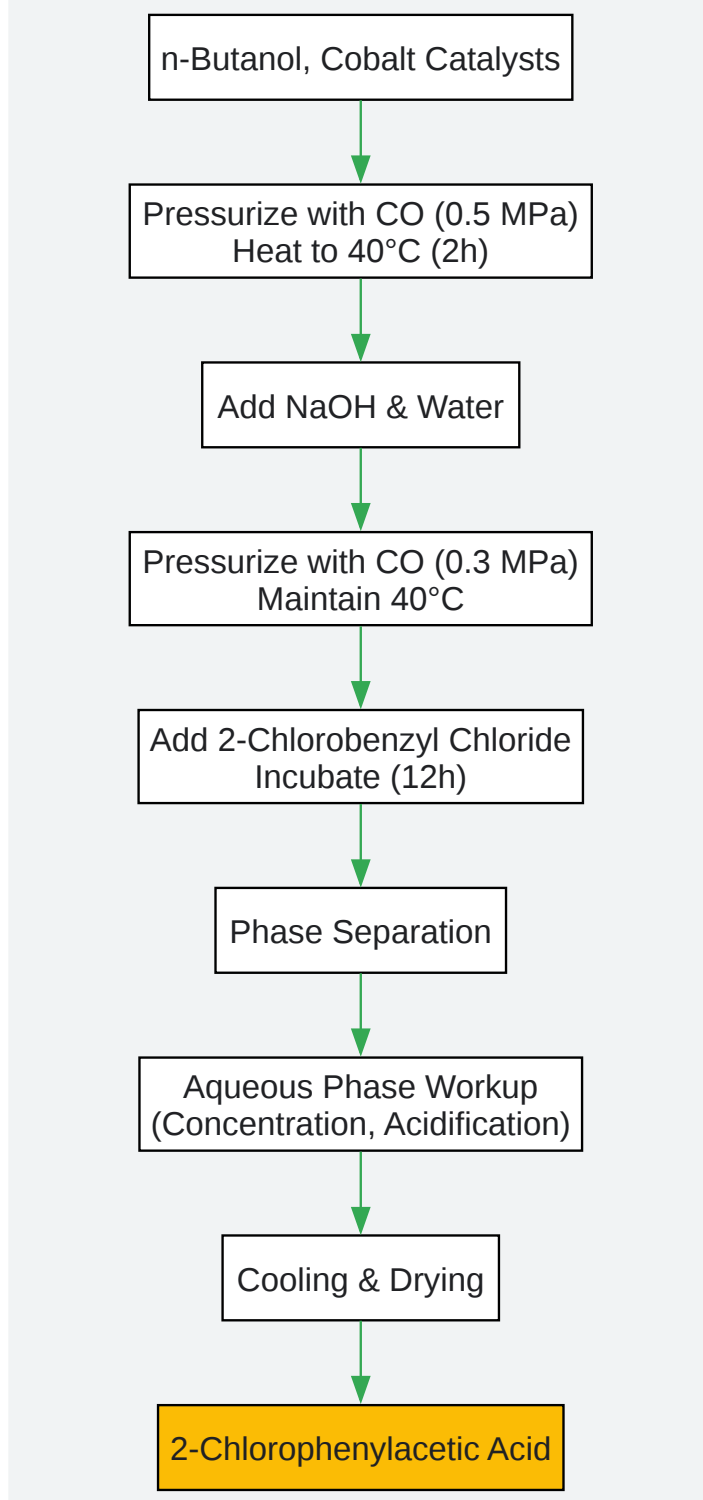 n-Butanol, Cobalt Catalysts
Pressurize with CO (0.5 MPa)
Heat to 40°C (2h)
Add NaOH & Water
Pressurize with CO (0.3 MPa)
Maintain 40°C
Add 2-Chlorobenzyl Chloride
Incubate (12h)
Phase Separation
Aqueous Phase Workup
(Concentration, Acidification)
Cooling & Drying
2-Chlorophenylacetic Acid